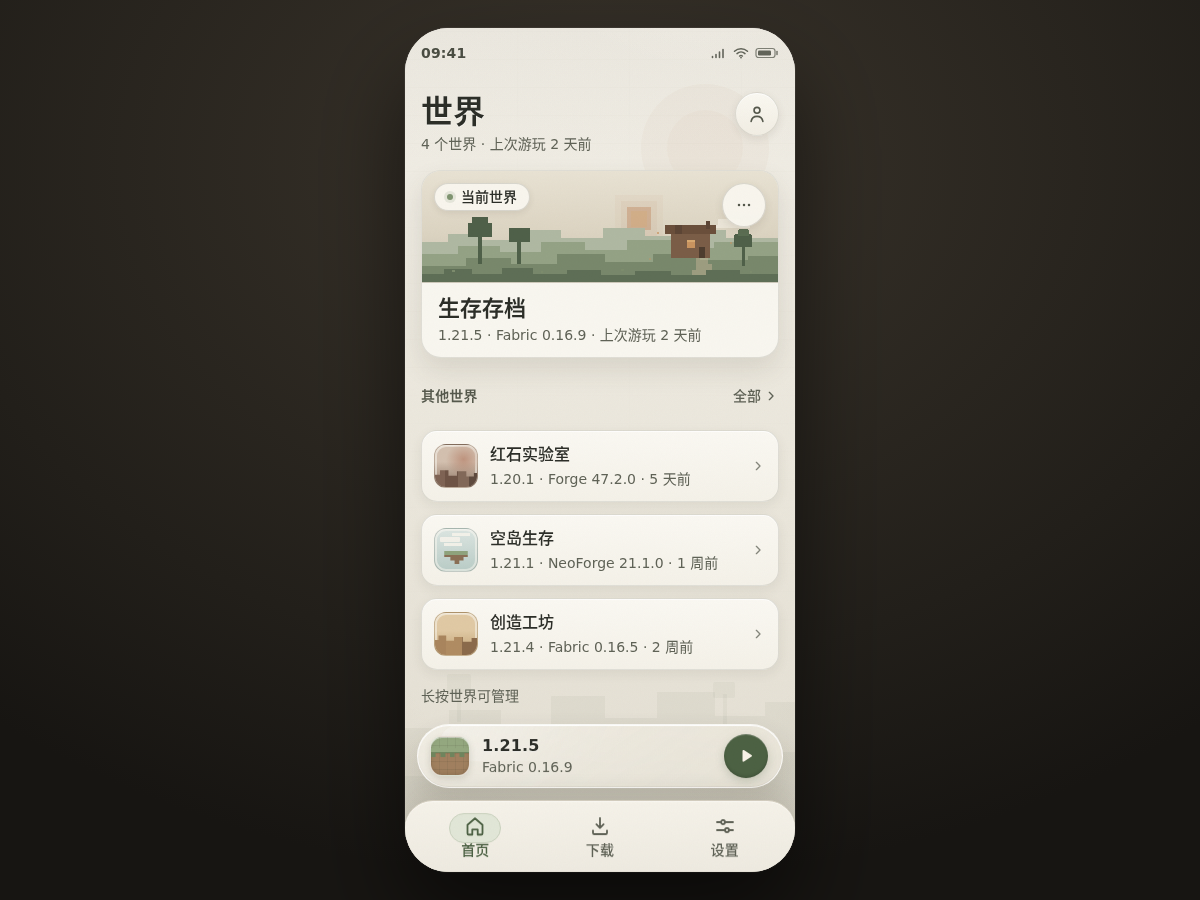 09:41
世界
4 个世界 · 上次游玩 2 天前
当前世界
生存存档
1.21.5 · Fabric 0.16.9 · 上次游玩 2 天前
其他世界
全部
红石实验室
1.20.1 · Forge 47.2.0 · 5 天前
空岛生存
1.21.1 · NeoForge 21.1.0 · 1 周前
创造工坊
1.21.4 · Fabric 0.16.5 · 2 周前
长按世界可管理
1.21.5
Fabric 0.16.9
首页
下载
设置